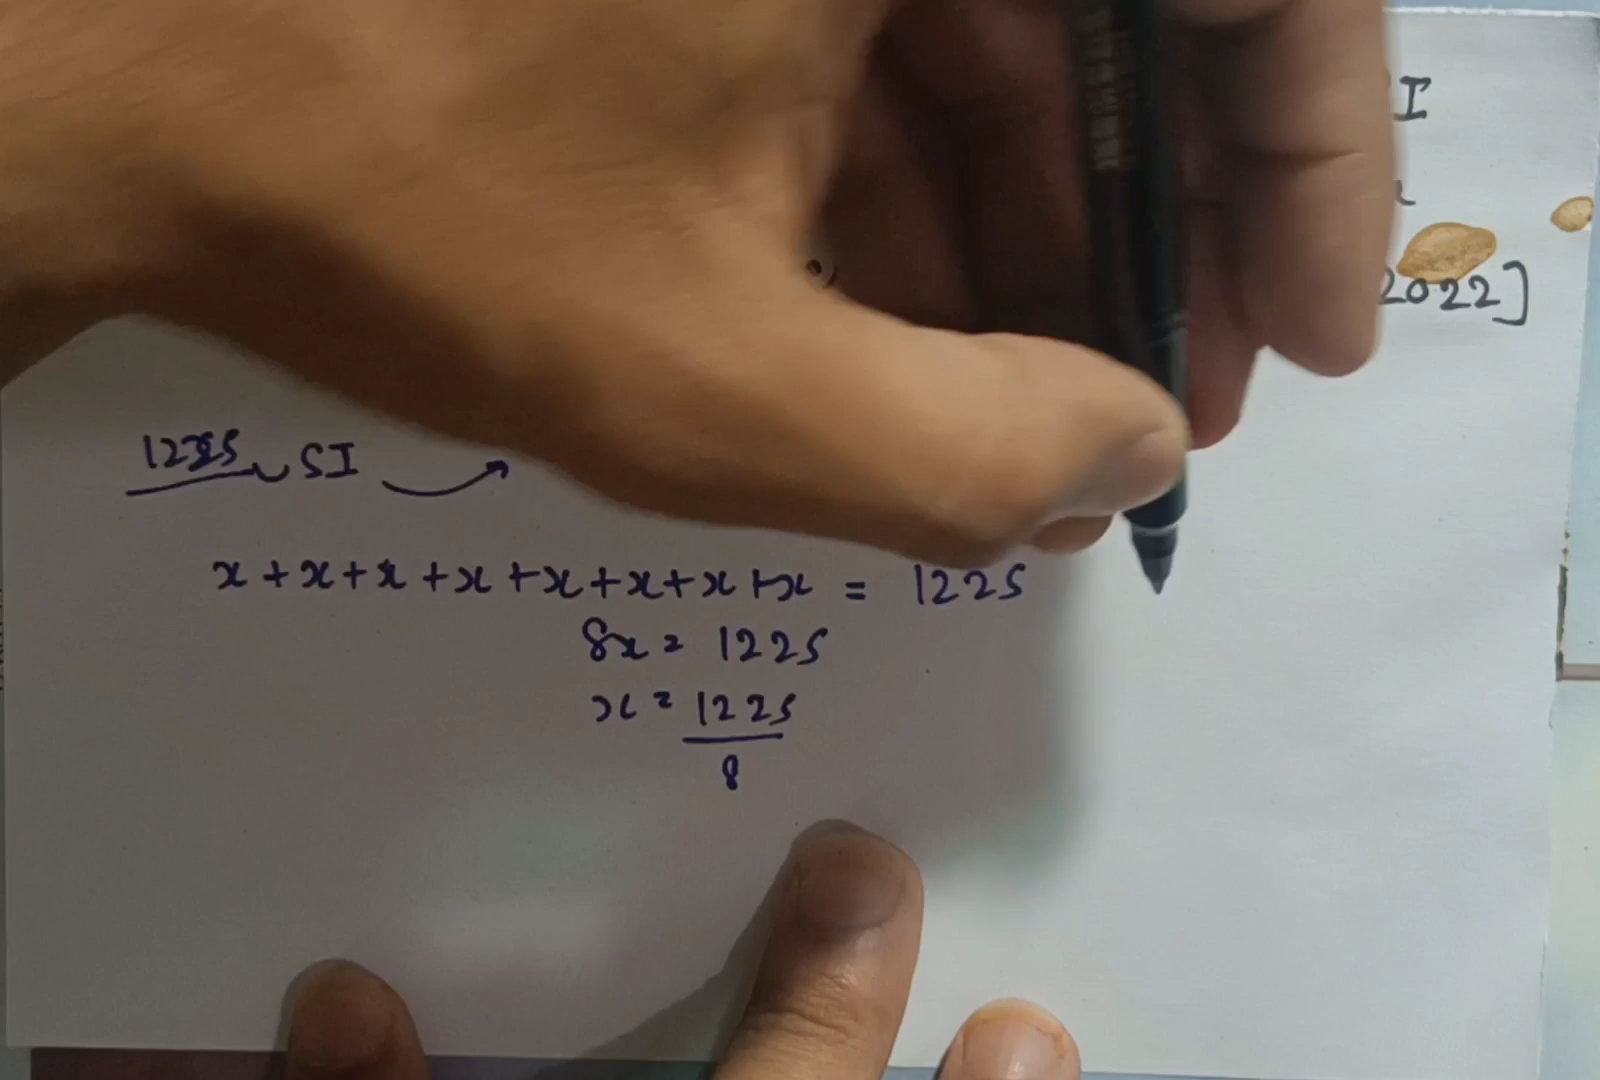 I
2022]
1225 SI
x + x + x + x + x + x + x + x = 1225
8x = 1225
x = 1225
8